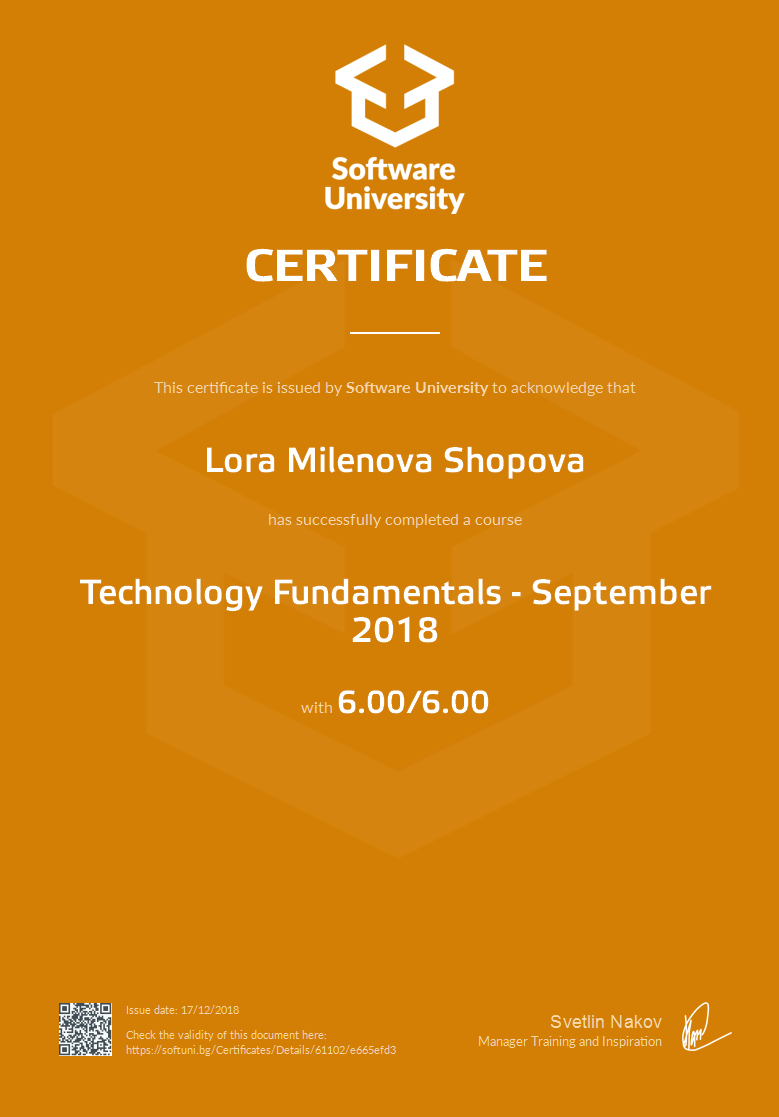 Software
University
CERTIFICATE
This certificate is issued by Software University to acknowledge that
Lora Milenova Shopova
has successfully completed a course
Technology Fundamentals - September
2018
with 6.00/6.00
Issue date: 17/12/2018
Check the validity of this document here:
https://softuni.bg/Certificates/Details/61102/e665efd3
Svetlin Nakov
Manager Training and Inspiration